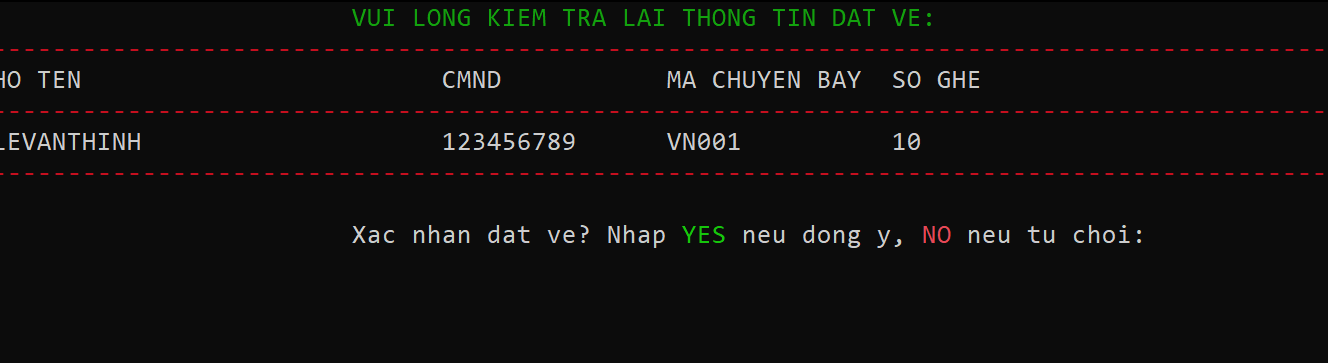 VUI LONG KIEM TRA LAI THONG TIN DAT VE:
HO TEN CMND MA CHUYEN BAY SO GHE
LEVANTHINH 123456789 VN001 10
Xac nhan dat ve? Nhap YES neu dong y, NO neu tu choi: